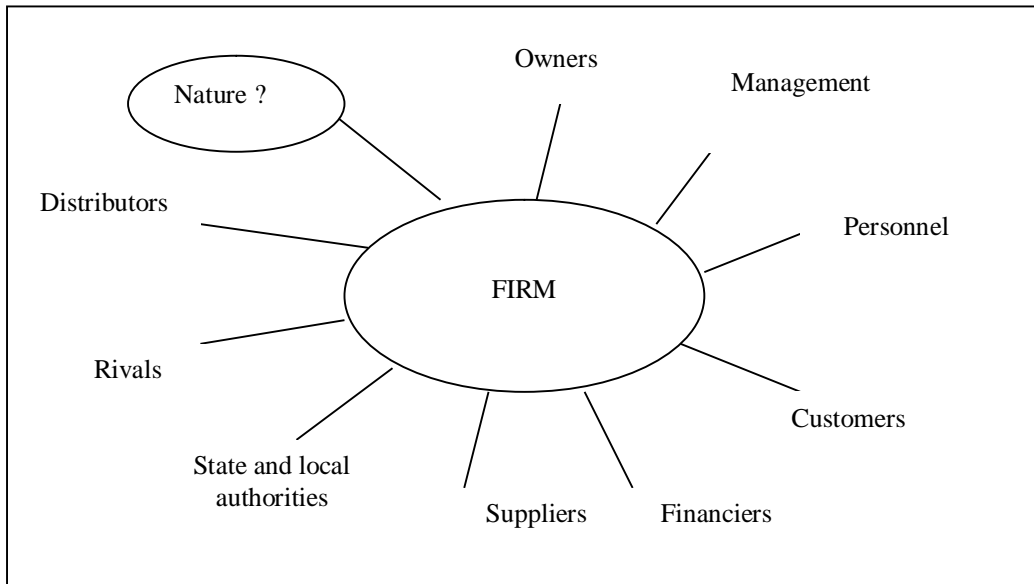 Owners
Management
Nature ?
Distributors
Personnel
FIRM
Rivals
Customers
State and local
authorities
Suppliers
Financiers